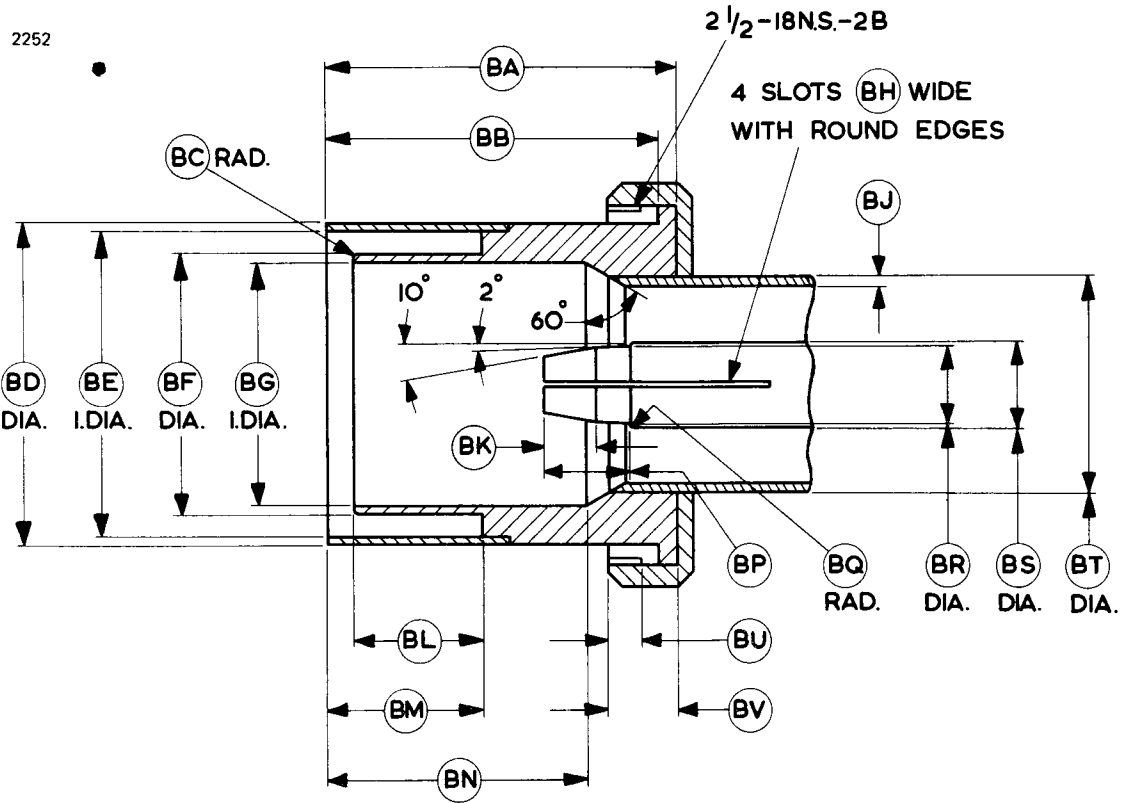 2252
2 1/2-18N.S.-2B
BA
4 SLOTS BH WIDE
WITH ROUND EDGES
BB
BC RAD.
BJ
10°
2°
60°
BD
DIA.
BE
I.DIA.
BF
DIA.
BG
I.DIA.
BK
BP
BQ
RAD.
BR
DIA.
BS
DIA.
BT
DIA.
BL
BU
BM
BV
BN